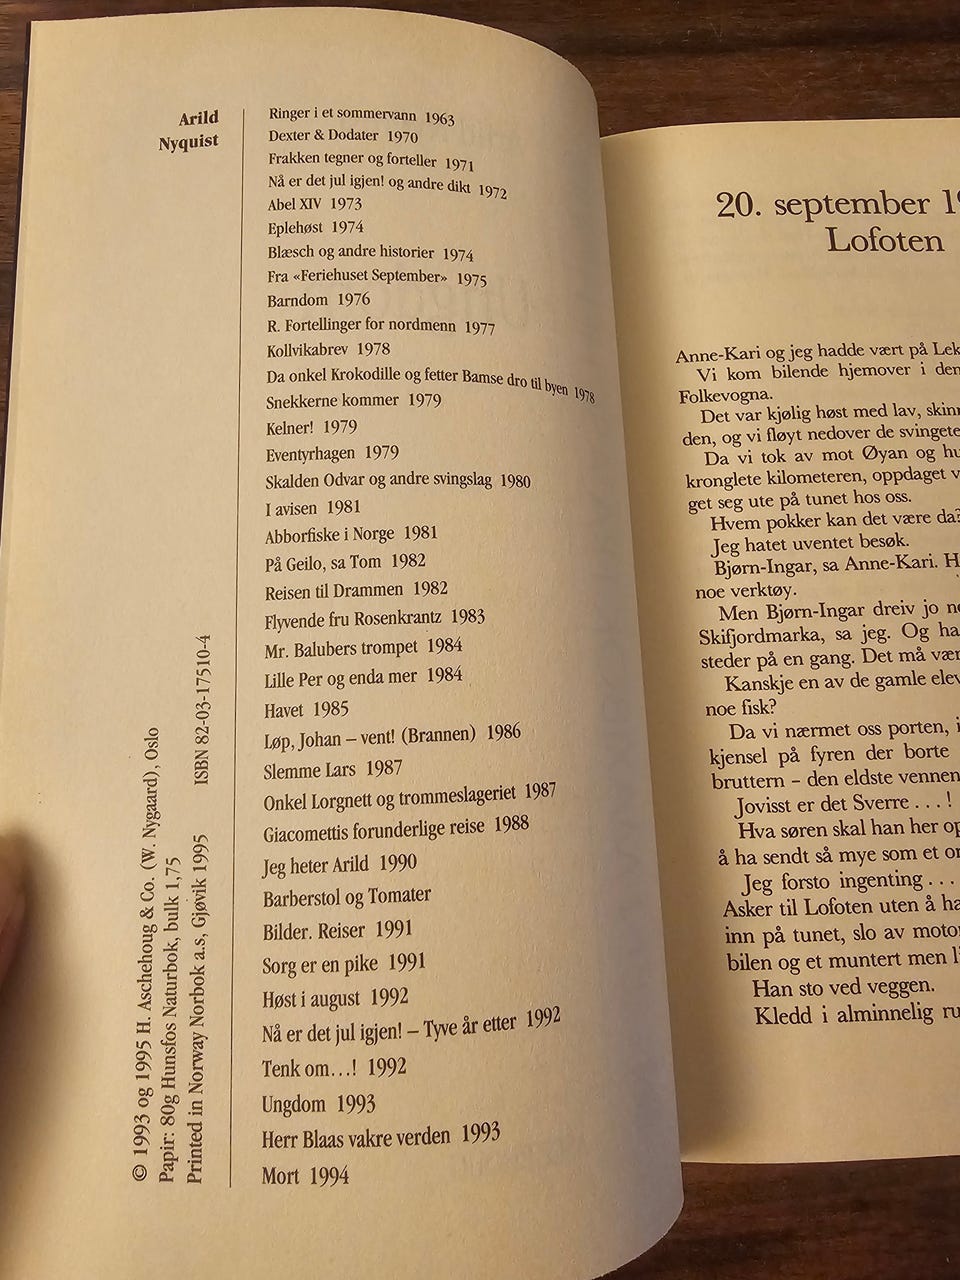 Arild
Nyquist
Ringer i et sommervann 1963
Dexter & Dodater 1970
Frakken tegner og forteller 1971
Nå er det jul igjen! og andre dikt 1972
Abel XIV 1973
Eplehøst 1974
Blæsch og andre historier 1974
Fra «Feriehuset September» 1975
Barndom 1976
R. Fortellinger for nordmenn 1977
Kollvikabrev 1978
Da onkel Krokodille og fetter Bamse dro til byen 1978
Snekkerne kommer 1979
Kelner! 1979
Eventyrhagen 1979
Skalden Odvar og andre svingslag 1980
I avisen 1981
Abborfiske i Norge 1981
På Geilo, sa Tom 1982
Reisen til Drammen 1982
Flyvende fru Rosenkrantz 1983
Mr. Balubers trompet 1984
Lille Per og enda mer 1984
Havet 1985
Løp, Johan – vent! (Brannen) 1986
Slemme Lars 1987
Onkel Lorgnett og trommeslageriet 1987
Giacomettis forunderlige reise 1988
Jeg heter Arild 1990
Barberstol og Tomater
Bilder. Reiser 1991
Sorg er en pike 1991
Høst i august 1992
Nå er det jul igjen! – Tyve år etter 1992
Tenk om...! 1992
Ungdom 1993
Herr Blaas vakre verden 1993
Mort 1994
© 1993 og 1995 H. Aschehoug & Co. (W. Nygaard), Oslo
Papir: 80g Hunsfos Naturbok, bulk 1,75
Printed in Norway Norbok a.s, Gjøvik 1995 ISBN 82-03-17510-4
20. september
Lofoten
Anne-Kari og jeg hadde vært på
Vi kom bilende hjemover i
Folkevogna.
Det var kjølig høst med lav,
den, og vi fløyt nedover de
Da vi tok av mot Øyan og
kronglete kilometeren, oppdaget
get seg ute på tunet hos oss.
Hvem pokker kan det være da?
Jeg hatet uventet besøk.
Bjørn-Ingar, sa Anne-Kari.
noe verktøy.
Men Bjørn-Ingar dreiv jo
Skifjordmarka, sa jeg. Og
steder på en gang. Det må
Kanskje en av de gamle
noe fisk?
Da vi nærmet oss porten,
kjensel på fyren der borte
bruttern – den eldste
Jovisst er det Sverre . . . !
Hva søren skal han her
å ha sendt så mye som et
Jeg forsto ingenting . . .
Asker til Lofoten uten å
inn på tunet, slo av
bilen og et muntert men
Han sto ved veggen.
Kledd i alminnelig